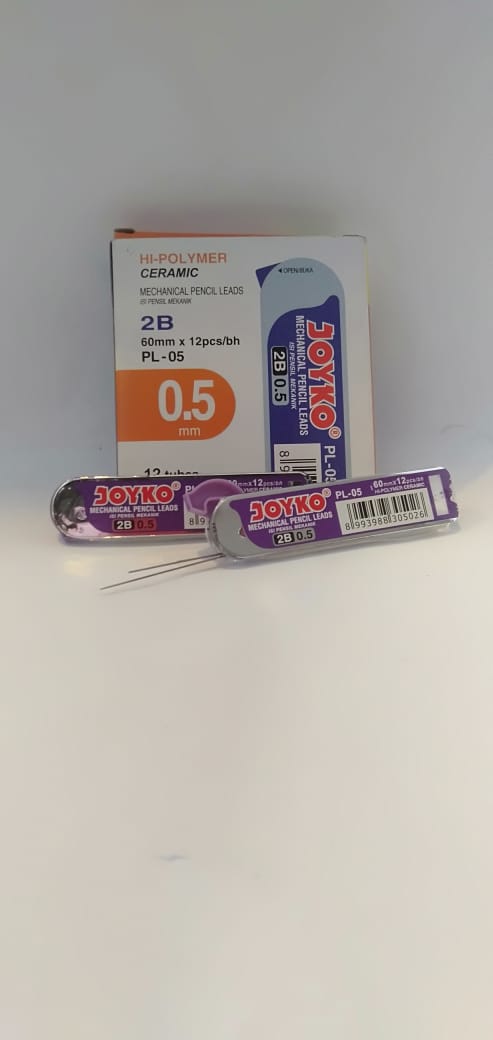 HI-POLYMER
CERAMIC
MECHANICAL PENCIL LEADS
ISI PENSIL MEKANIK
2B
60mm x 12pcs/bh
PL-05
0.5
mm
12 tubes
◄ OPEN/BUKA
JOYKO®
MECHANICAL PENCIL LEADS
ISI PENSIL MEKANIK
2B 0.5
PL-05
JOYKO®
MECHANICAL PENCIL LEADS
ISI PENSIL MEKANIK
2B 0.5
JOYKO®
MECHANICAL PENCIL LEADS
ISI PENSIL MEKANIK
2B 0.5
PL-05
60mmX12pcs/bh
HI-POLYMER CERAMIC
8 993988 305026